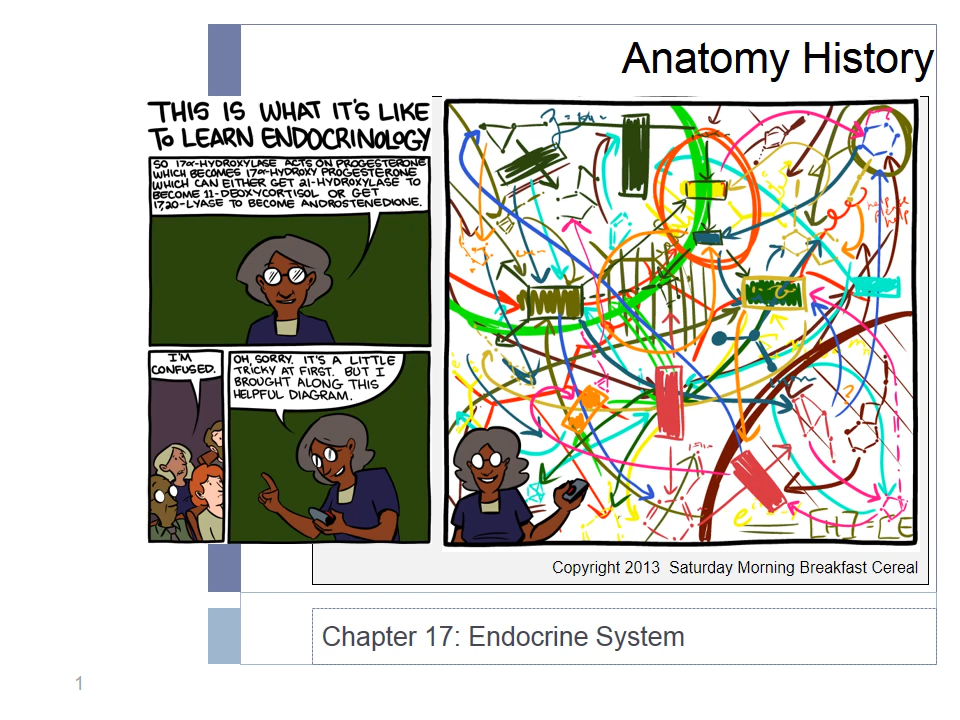 Anatomy History
THIS IS WHAT IT'S LIKE
TO LEARN ENDOCRINOLOGY
SO 17α-HYDROXYLASE ACTS ON PROGESTERONE
WHICH BECOMES 17α-HYDROXY PROGESTERONE
WHICH CAN EITHER GET 21-HYDROXYLASE TO
BECOME 11-DEOXYCORTISOL OR GET
17,20-LYASE TO BECOME ANDROSTENEDIONE.
I'M
CONFUSED.
OH, SORRY. IT'S A LITTLE
TRICKY AT FIRST. BUT I
BROUGHT ALONG THIS
HELPFUL DIAGRAM.
help
Copyright 2013 Saturday Morning Breakfast Cereal
Chapter 17: Endocrine System
1